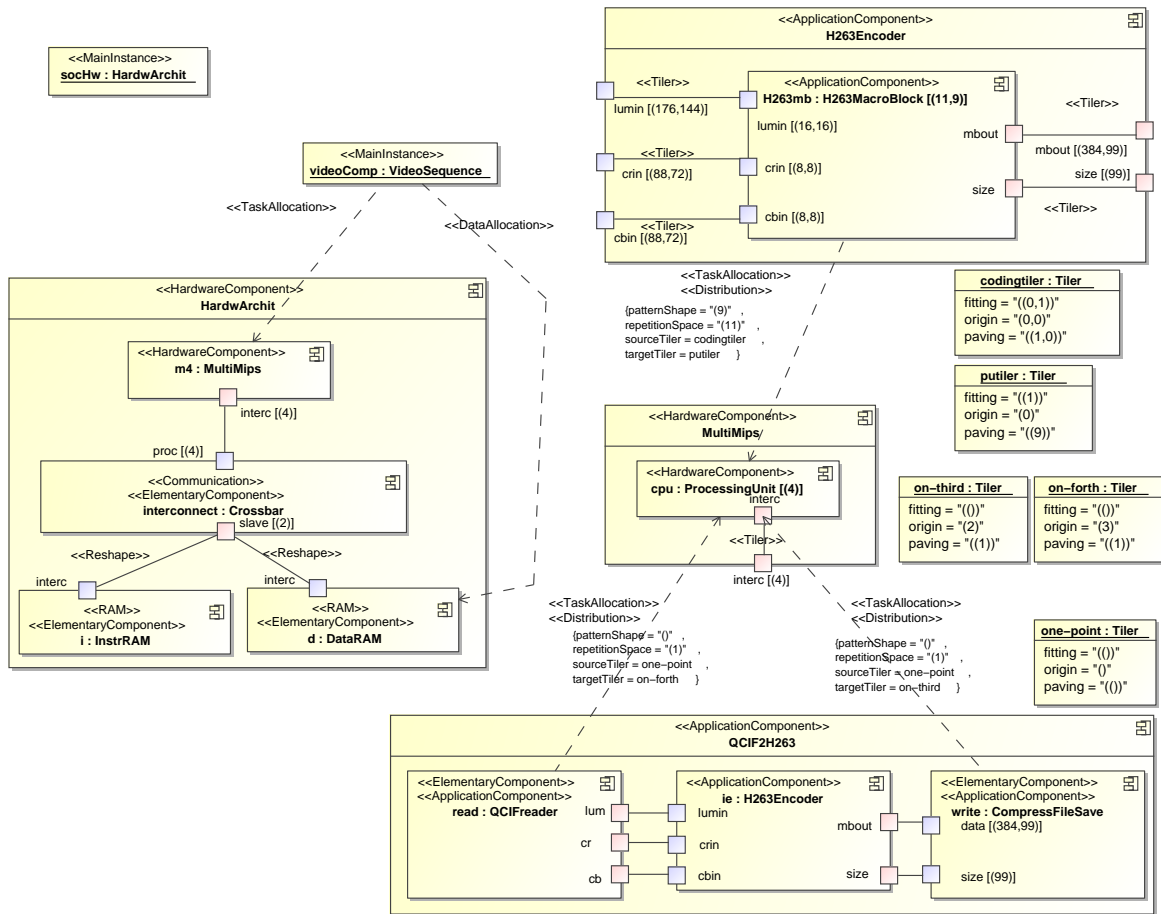 <<MainInstance>>
socHw : HardwArchit
<<MainInstance>>
videoComp : VideoSequence
<<TaskAllocation>>
<<DataAllocation>>
<<HardwareComponent>>
HardwArchit
<<HardwareComponent>>
m4 : MultiMips
interc [(4)]
proc [(4)]
<<Communication>>
<<ElementaryComponent>>
interconnect : Crossbar
slave [(2)]
<<Reshape>>
<<Reshape>>
interc
interc
<<RAM>>
<<ElementaryComponent>>
i : InstrRAM
<<RAM>>
<<ElementaryComponent>>
d : DataRAM
<<ApplicationComponent>>
H263Encoder
<<Tiler>>
lumin [(176,144)]
<<Tiler>>
crin [(88,72)]
<<Tiler>>
cbin [(88,72)]
<<ApplicationComponent>>
H263mb : H263MacroBlock [(11,9)]
lumin [(16,16)]
crin [(8,8)]
cbin [(8,8)]
mbout
size
<<Tiler>>
mbout [(384,99)]
size [(99)]
<<Tiler>>
<<TaskAllocation>>
<<Distribution>>
{patternShape = "(9)" ,
repetitionSpace = "(11)" ,
sourceTiler = codingtiler ,
targetTiler = putiler }
codingtiler : Tiler
fitting = "((0,1))"
origin = "(0,0)"
paving = "((1,0))"
putiler : Tiler
fitting = "((1))"
origin = "(0)"
paving = "((9))"
<<HardwareComponent>>
MultiMips
<<HardwareComponent>>
cpu : ProcessingUnit [(4)]
interc
<<Tiler>>
interc [(4)]
on−third : Tiler
fitting = "(())"
origin = "(2)"
paving = "((1))"
on−forth : Tiler
fitting = "(())"
origin = "(3)"
paving = "((1))"
<<TaskAllocation>>
<<Distribution>>
{patternShape = "()" ,
repetitionSpace = "(1)" ,
sourceTiler = one−point ,
targetTiler = on−forth }
<<TaskAllocation>>
<<Distribution>>
{patternShape = "()" ,
repetitionSpace = "(1)" ,
sourceTiler = one−point ,
targetTiler = on−third }
one−point : Tiler
fitting = "(())"
origin = "()"
paving = "(())"
<<ApplicationComponent>>
QCIF2H263
<<ElementaryComponent>>
<<ApplicationComponent>>
read : QCIFreader
lum
cr
cb
<<ApplicationComponent>>
ie : H263Encoder
lumin
crin
cbin
mbout
size
<<ElementaryComponent>>
<<ApplicationComponent>>
write : CompressFileSave
data [(384,99)]
size [(99)]